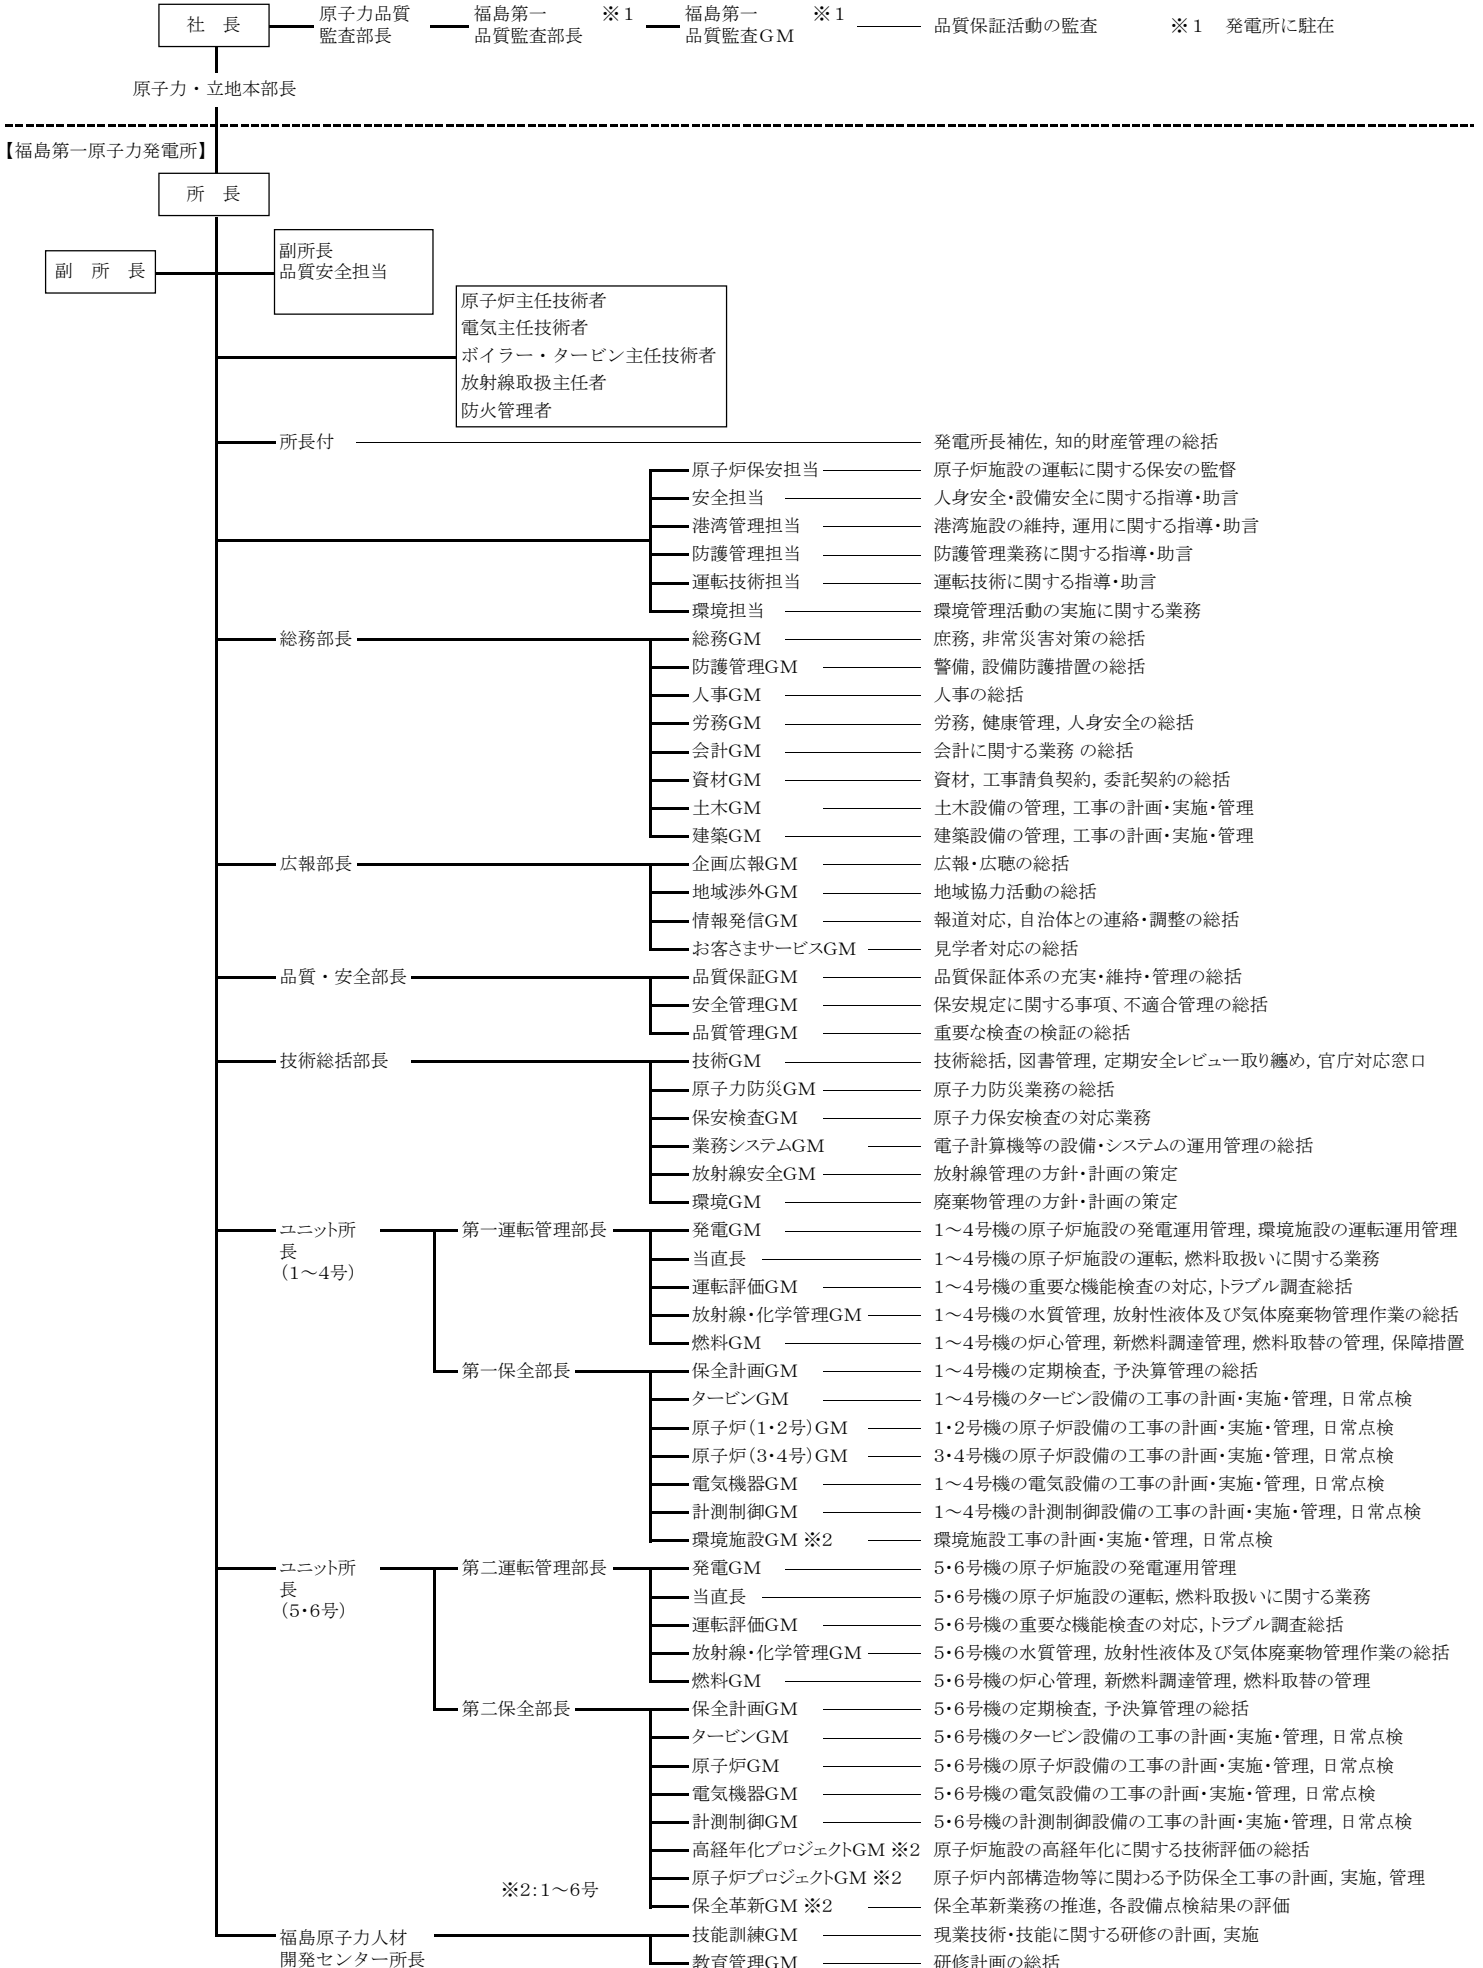 社　長　原子力品質　福島第一　※１　福島第一　※１　品質保証活動の監査　※１　発電所に駐在
監査部長　品質監査部長　品質監査ＧＭ
原子力・立地本部長
【福島第一原子力発電所】
所　長
副所長
副　所　長　品質安全担当
原子炉主任技術者
電気主任技術者
ボイラー・タービン主任技術者
放射線取扱主任者
防火管理者
所長付　発電所長補佐, 知的財産管理の総括
原子炉保安担当　原子炉施設の運転に関する保安の監督
安全担当　人身安全・設備安全に関する指導・助言
港湾管理担当　港湾施設の維持, 運用に関する指導・助言
防護管理担当　防護管理業務に関する指導・助言
運転技術担当　運転技術に関する指導・助言
環境担当　環境管理活動の実施に関する業務
総務部長　総務GM　庶務, 非常災害対策の総括
防護管理GM　警備, 設備防護措置の総括
人事GM　人事の総括
労務GM　労務, 健康管理, 人身安全の総括
会計GM　会計に関する業務 の総括
資材GM　資材, 工事請負契約, 委託契約の総括
土木GM　土木設備の管理, 工事の計画・実施・管理
建築GM　建築設備の管理, 工事の計画・実施・管理
広報部長　企画広報GM　広報・広聴の総括
地域渉外GM　地域協力活動の総括
情報発信GM　報道対応, 自治体との連絡・調整の総括
お客さまサービスGM　見学者対応の総括
品質・安全部長　品質保証GM　品質保証体系の充実・維持・管理の総括
安全管理GM　保安規定に関する事項、不適合管理の総括
品質管理GM　重要な検査の検証の総括
技術総括部長　技術GM　技術総括, 図書管理, 定期安全レビュー取り纏め, 官庁対応窓口
原子力防災GM　原子力防災業務の総括
保安検査GM　原子力保安検査の対応業務
業務システムGM　電子計算機等の設備・システムの運用管理の総括
放射線安全GM　放射線管理の方針・計画の策定
環境GM　廃棄物管理の方針・計画の策定
ユニット所　第一運転管理部長　発電GM　1～4号機の原子炉施設の発電運用管理, 環境施設の運転運用管理
長　当直長　1～4号機の原子炉施設の運転, 燃料取扱いに関する業務
（1～4号）　運転評価GM　1～4号機の重要な機能検査の対応, トラブル調査総括
放射線・化学管理GM　1～4号機の水質管理, 放射性液体及び気体廃棄物管理作業の総括
燃料GM　1～4号機の炉心管理, 新燃料調達管理, 燃料取替の管理, 保障措置
第一保全部長　保全計画GM　1～4号機の定期検査, 予決算管理の総括
タービンGM　1～4号機のタービン設備の工事の計画・実施・管理, 日常点検
原子炉（1・2号）GM　1・2号機の原子炉設備の工事の計画・実施・管理, 日常点検
原子炉（3・4号）GM　3・4号機の原子炉設備の工事の計画・実施・管理, 日常点検
電気機器GM　1～4号機の電気設備の工事の計画・実施・管理, 日常点検
計測制御GM　1～4号機の計測制御設備の工事の計画・実施・管理, 日常点検
環境施設GM ※2　環境施設工事の計画・実施・管理, 日常点検
ユニット所　第二運転管理部長　発電GM　5・6号機の原子炉施設の発電運用管理
長　当直長　5・6号機の原子炉施設の運転, 燃料取扱いに関する業務
（5・6号）　運転評価GM　5・6号機の重要な機能検査の対応, トラブル調査総括
放射線・化学管理GM　5・6号機の水質管理, 放射性液体及び気体廃棄物管理作業の総括
燃料GM　5・6号機の炉心管理, 新燃料調達管理, 燃料取替の管理
第二保全部長　保全計画GM　5・6号機の定期検査, 予決算管理の総括
タービンGM　5・6号機のタービン設備の工事の計画・実施・管理, 日常点検
原子炉GM　5・6号機の原子炉設備の工事の計画・実施・管理, 日常点検
電気機器GM　5・6号機の電気設備の工事の計画・実施・管理, 日常点検
計測制御GM　5・6号機の計測制御設備の工事の計画・実施・管理, 日常点検
高経年化プロジェクトGM ※2　原子炉施設の高経年化に関する技術評価の総括
原子炉プロジェクトGM ※2　原子炉内部構造物等に関わる予防保全工事の計画, 実施, 管理
※2：1～6号　保全革新GM ※2　保全革新業務の推進, 各設備点検結果の評価
福島原子力人材　技能訓練GM　現業技術・技能に関する研修の計画, 実施
開発センター所長　教育管理GM　研修計画の総括